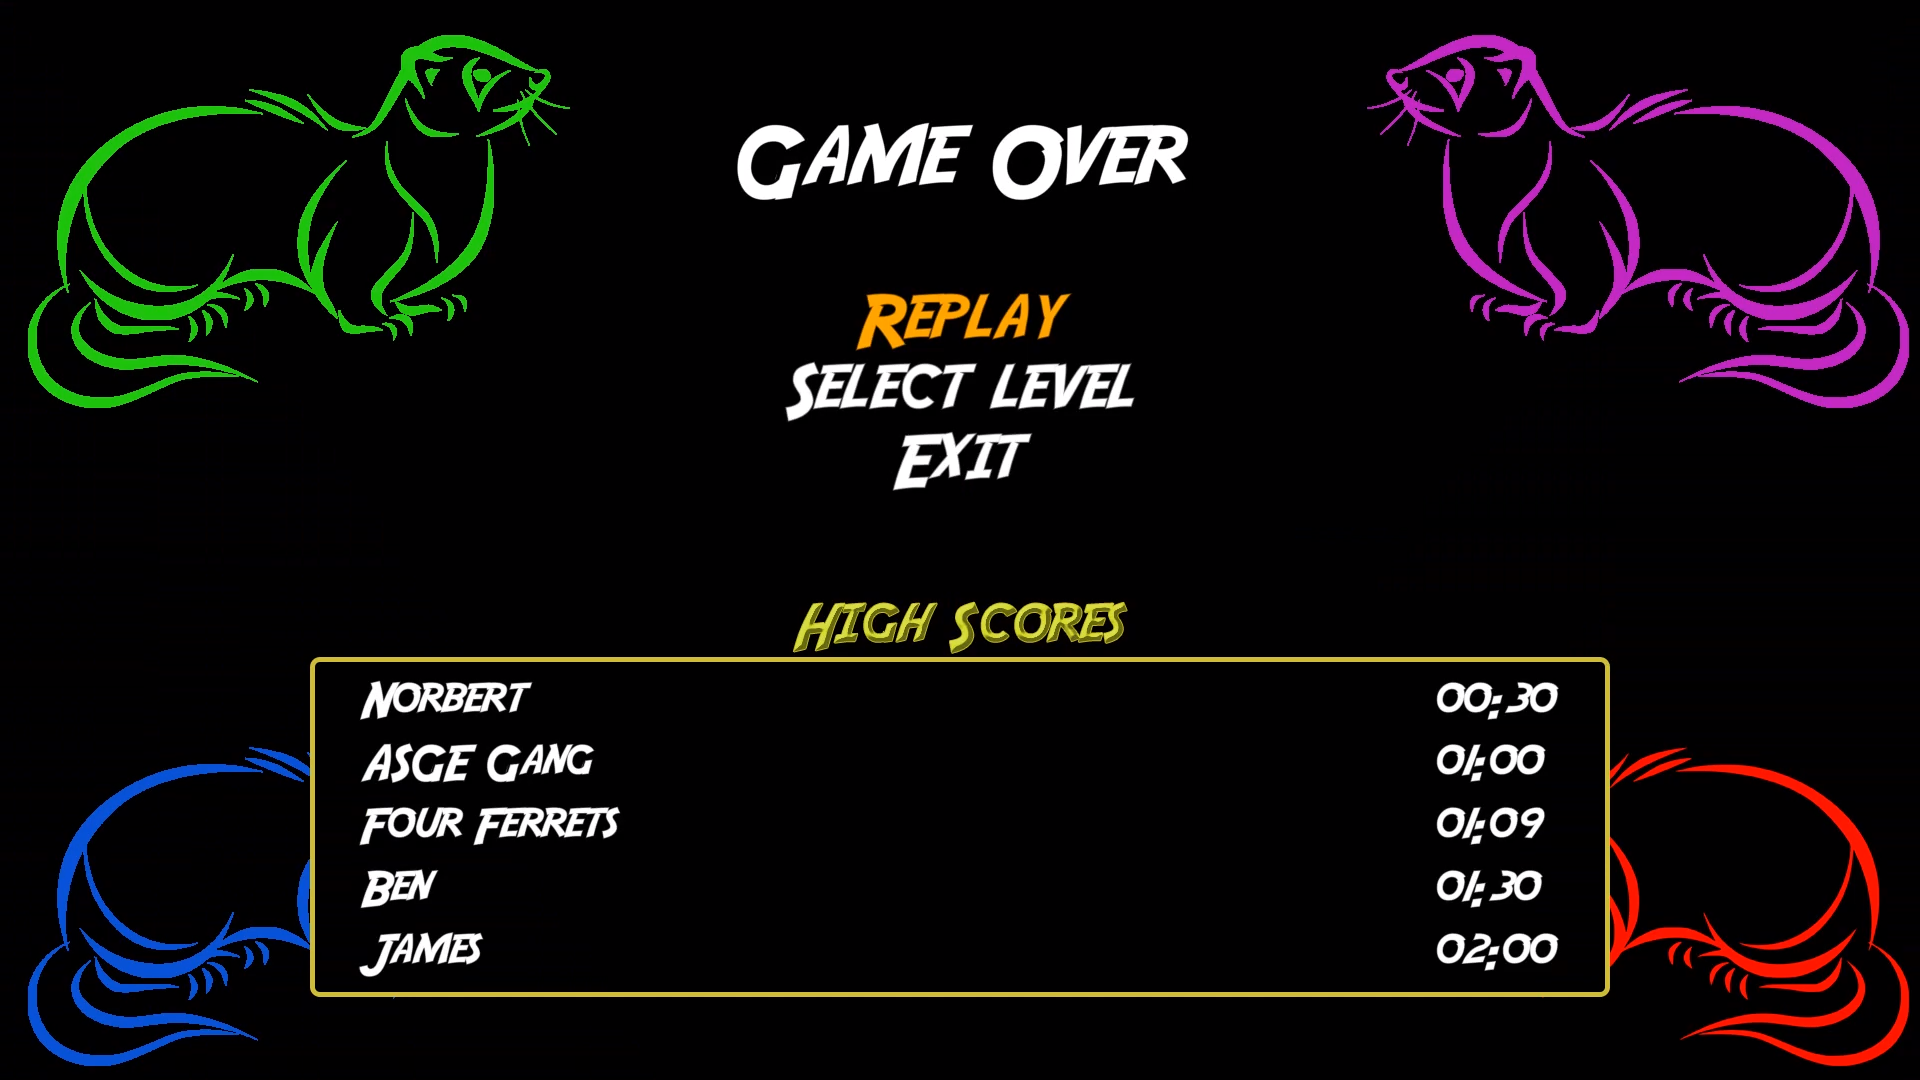 Game Over
Replay
Select level
Exit
High Scores
Norbert 00:30
ASGE Gang 01:00
Four Ferrets 01:09
Ben 01:30
James 02:00